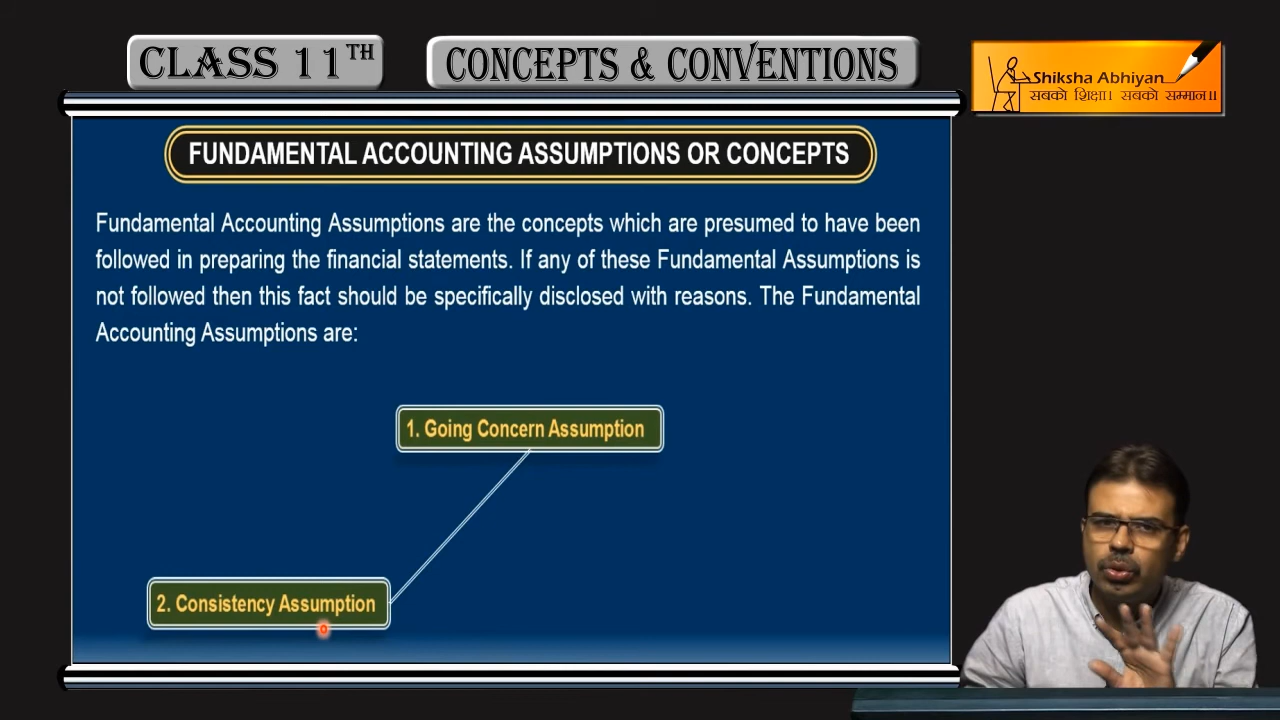 CLASS 11TH
CONCEPTS & CONVENTIONS
Shiksha Abhiyan
सबको शिक्षा। सबको सम्मान॥
FUNDAMENTAL ACCOUNTING ASSUMPTIONS OR CONCEPTS
Fundamental Accounting Assumptions are the concepts which are presumed to have been
followed in preparing the financial statements. If any of these Fundamental Assumptions is
not followed then this fact should be specifically disclosed with reasons. The Fundamental
Accounting Assumptions are:
1. Going Concern Assumption
2. Consistency Assumption